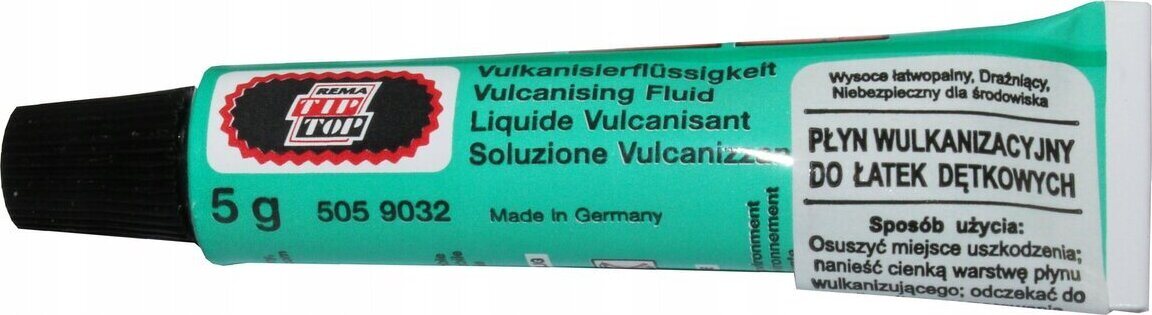 REMA
TIP
TOP
Vulkanisierflüssigkeit
Vulcanising Fluid
Liquide Vulcanisant
Soluzione
5 g
505 9032
Made in Germany
Wysoce łatwopalny, Drażniący,
Niebezpieczny dla środowiska
PŁYN WULKANIZACYJNY
DO ŁATEK DĘTKOWYCH
Sposób użycia:
Osuszyć miejsce uszkodzenia;
nanieść cienką warstwę płynu
wulkanizującego; odczekać do